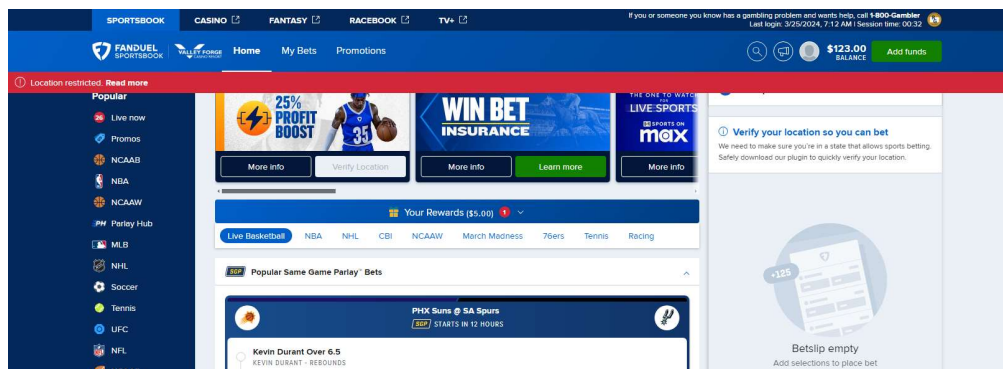 SPORTSBOOK
CASINO
FANTASY
RACEBOOK
TV+
If you or someone you know has a gambling problem and wants help, call 1-800-Gambler
Last login: 3/25/2024, 7:12 AM I Session time: 00:32
FANDUEL
SPORTSBOOK
VALLEY FORGE
Home
My Bets
Promotions
$123.00
BALANCE
Add funds
Location restricted. Read more
Popular
26 Live now
Promos
NCAAB
NBA
NCAAW
PH Parlay Hub
MLB
NHL
Soccer
Tennis
UFC
NFL
25%
PROFIT
BOOST
35
More info
Verify Location
WIN BET
INSURANCE
More info
Learn more
THE ONE TO WATCH
FOR
LIVE SPORTS
B/R SPORTS ON
max
More info
Your Rewards ($5.00) 1
Live Basketball
NBA
NHL
CBI
NCAAW
March Madness
76ers
Tennis
Racing
SGP Popular Same Game Parlay™ Bets
PHX Suns @ SA Spurs
SGP STARTS IN 12 HOURS
Kevin Durant Over 6.5
KEVIN DURANT - REBOUNDS
Verify your location so you can bet
We need to make sure you're in a state that allows sports betting.
Safely download our plugin to quickly verify your location.
+125
Betslip empty
Add selections to place bet